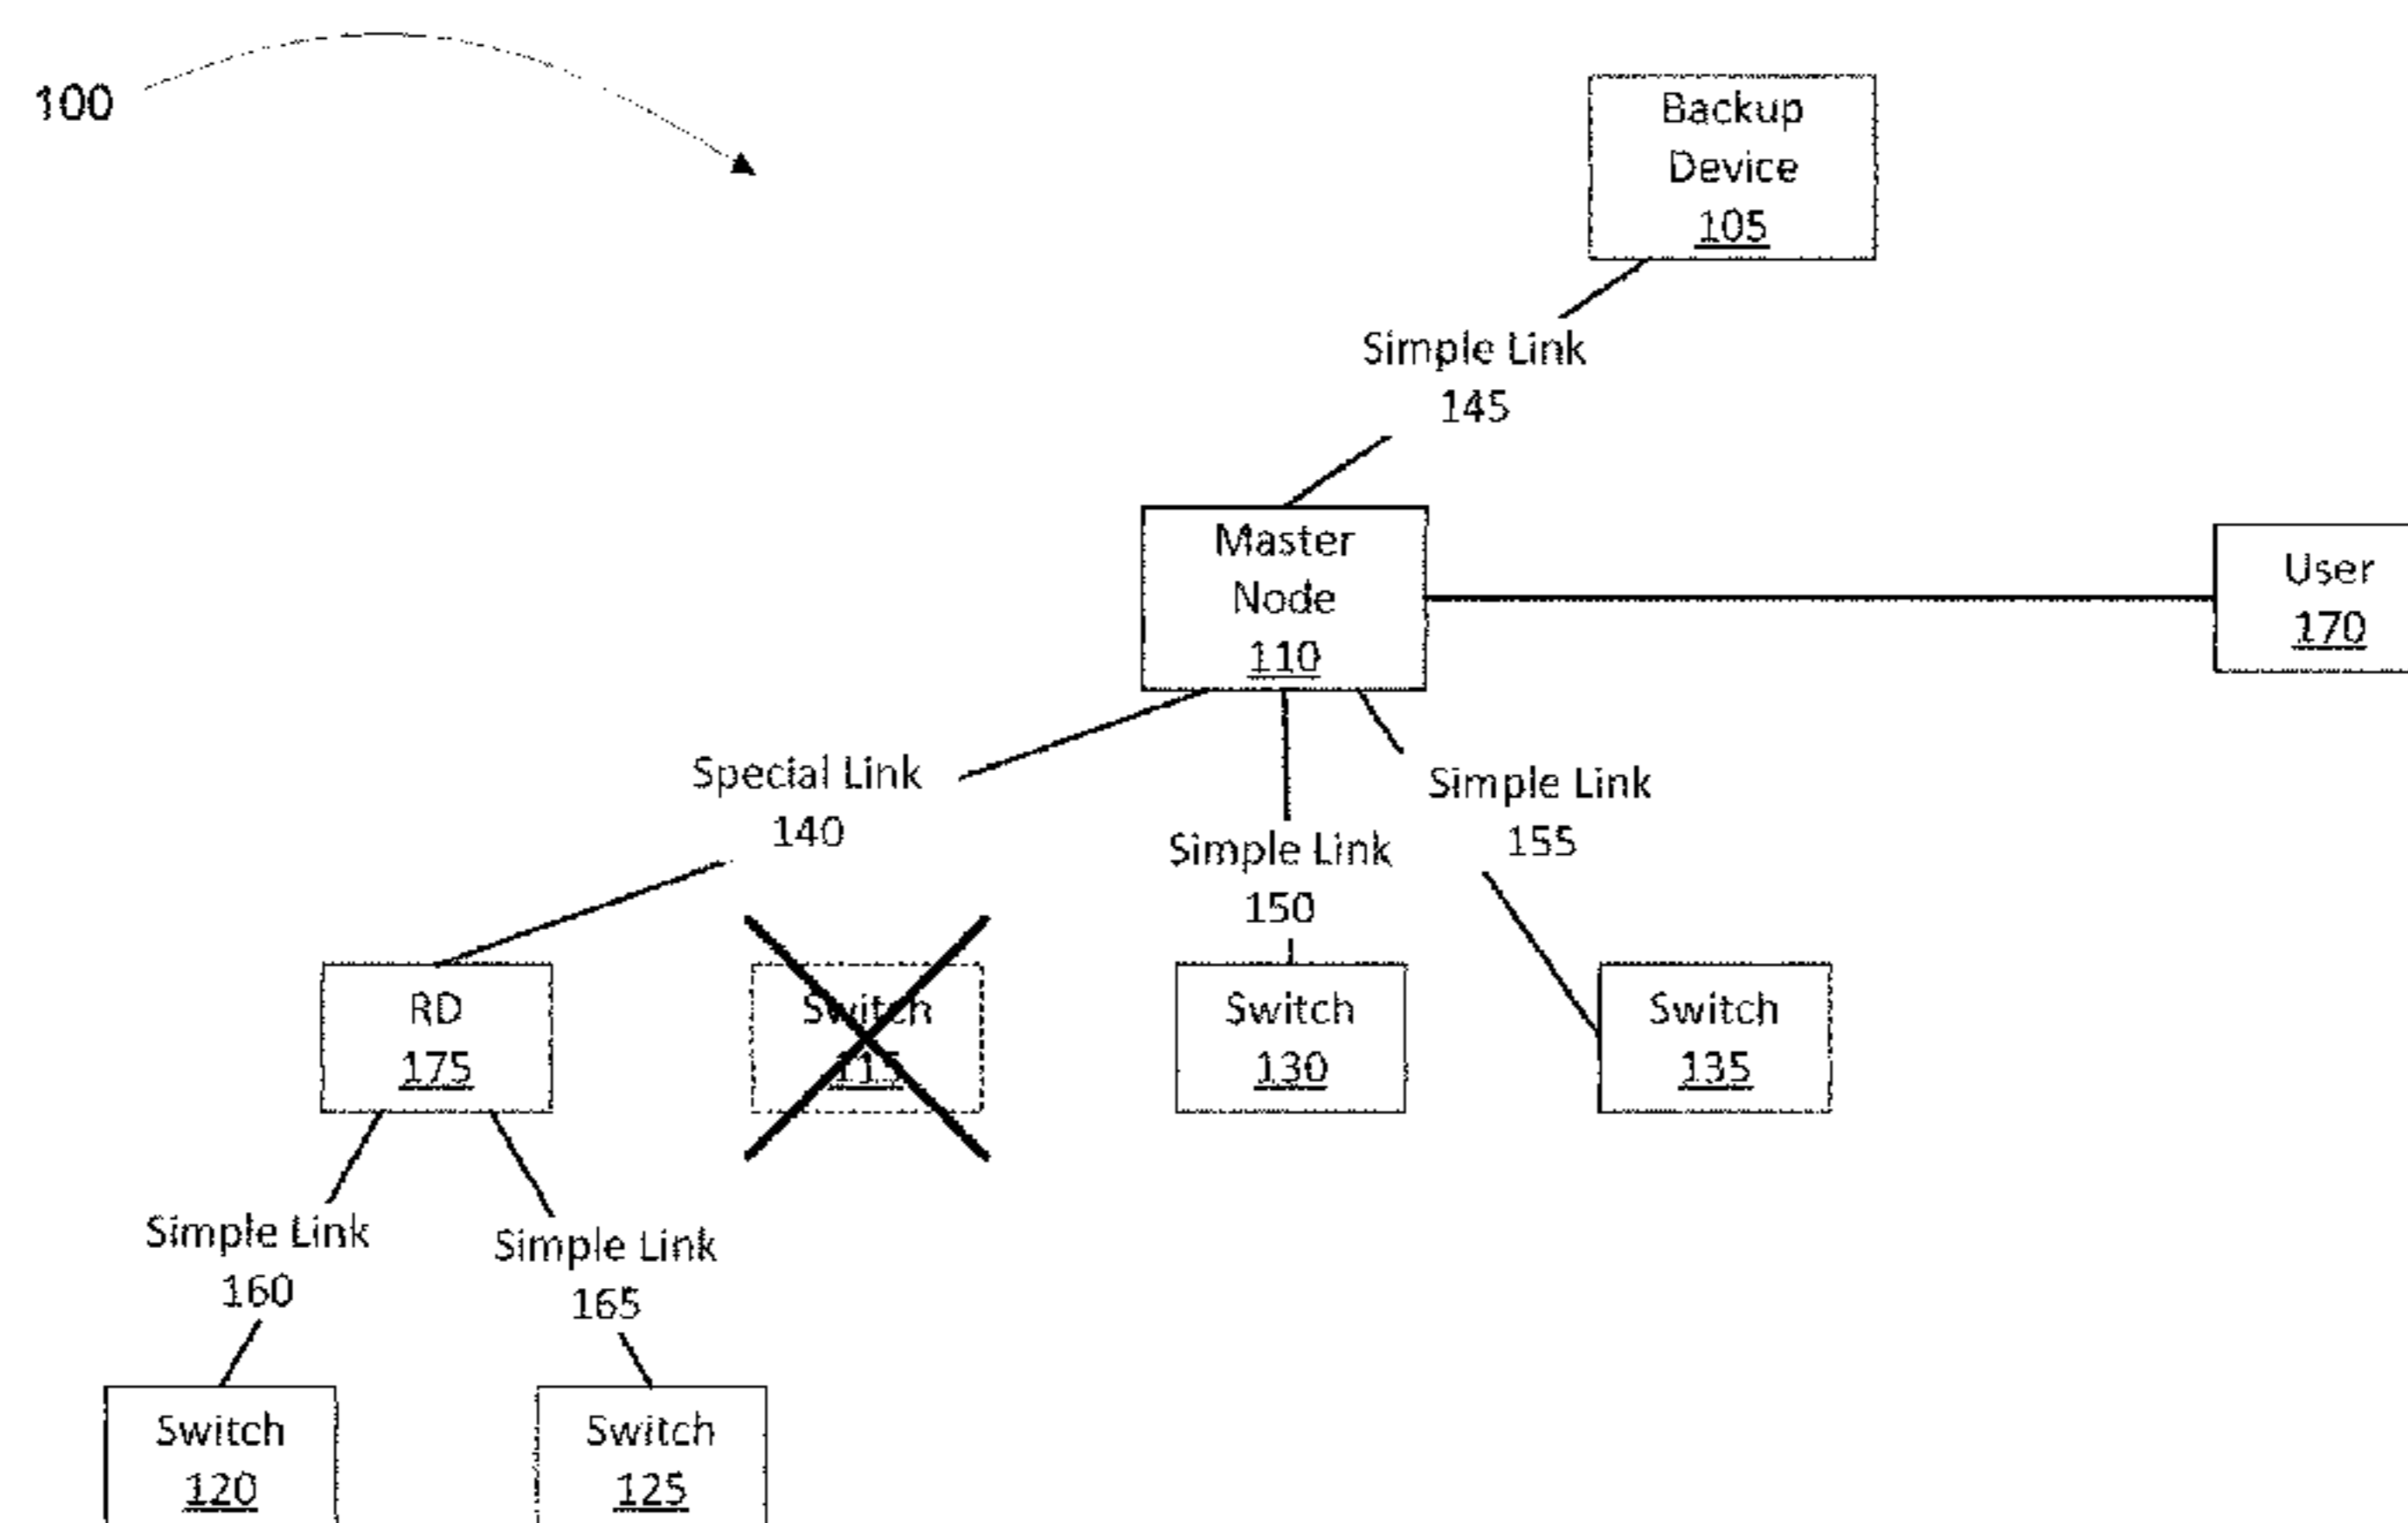 100
Backup
Device
105
Simple Link
145
Master
Node
110
User
170
Special Link
140
Simple Link
150
Simple Link
155
RD
175
Switch
115
Switch
130
Switch
135
Simple Link
160
Simple Link
165
Switch
120
Switch
125